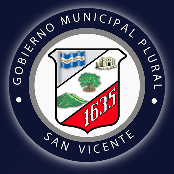 GOBIERNO MUNICIPAL PLURAL
1635
SAN VICENTE